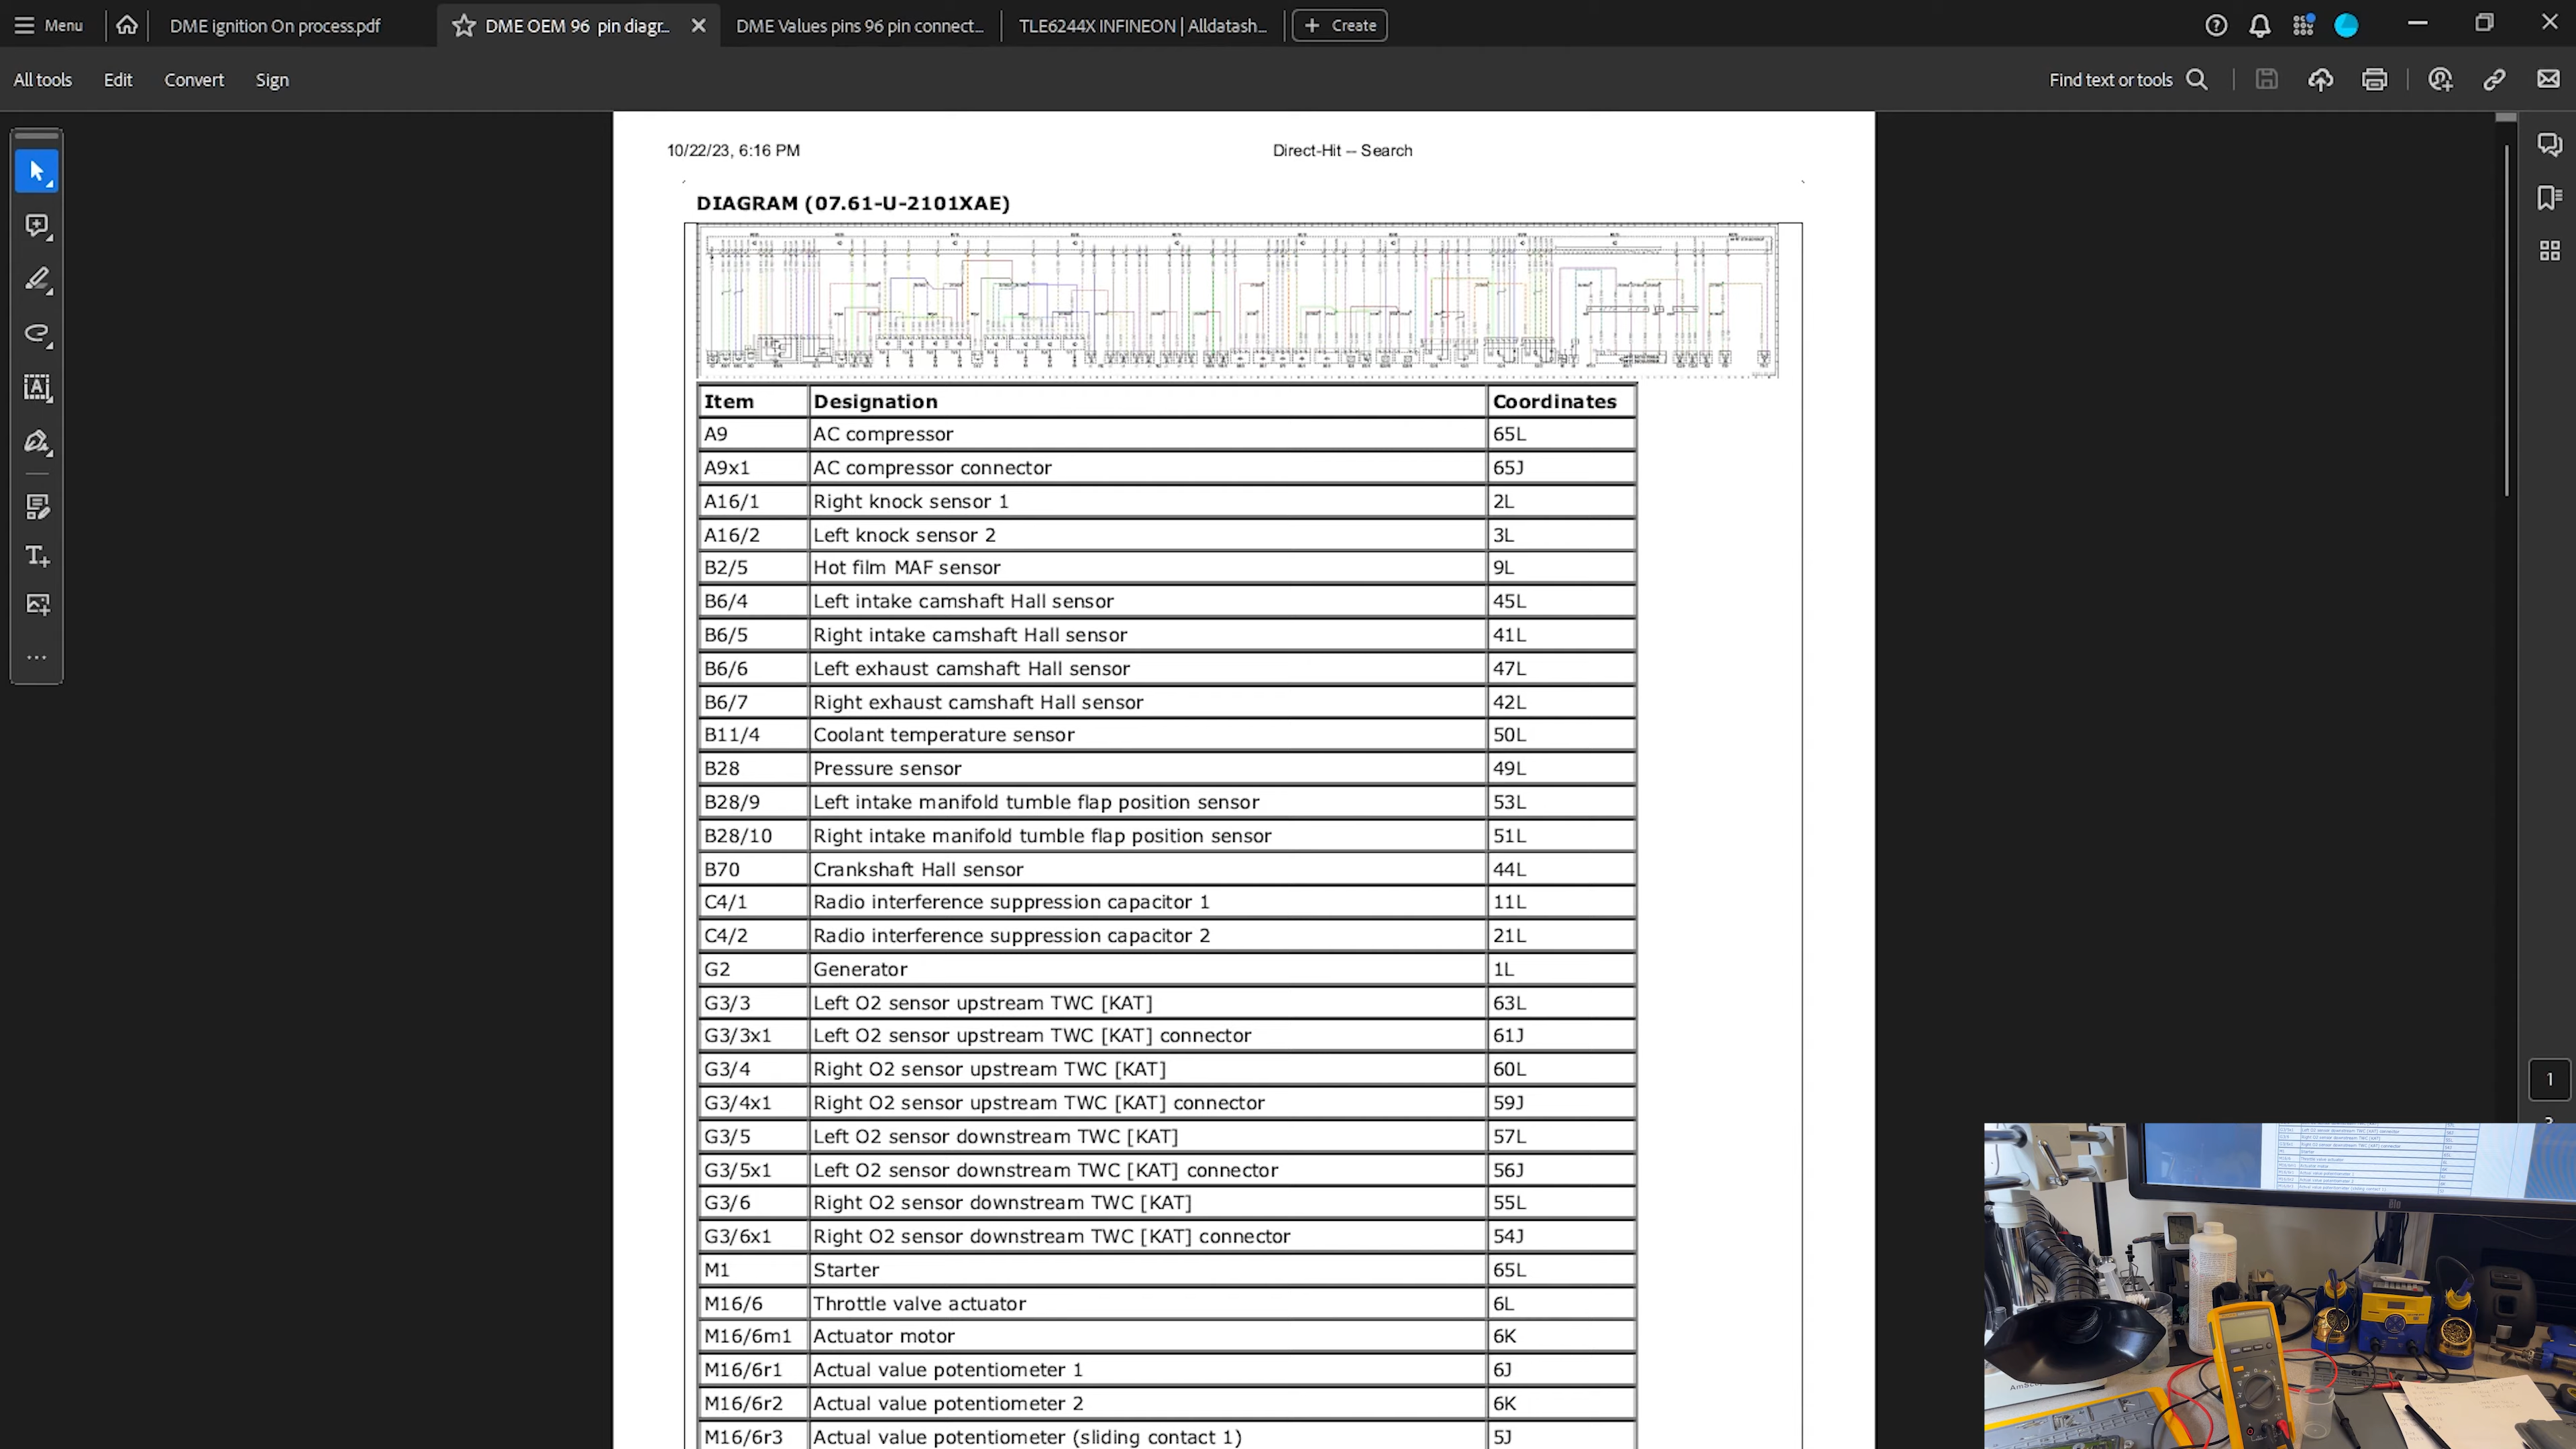 Menu
DME ignition On process.pdf
DME OEM 96 pin diagr...
DME Values pins 96 pin connect...
TLE6244X INFINEON | Alldatash...
Create
All tools
Edit
Convert
Sign
Find text or tools
10/22/23, 6:16 PM
Direct-Hit -- Search
DIAGRAM (07.61-U-2101XAE)
Item Designation Coordinates
A9 AC compressor 65L
A9x1 AC compressor connector 65J
A16/1 Right knock sensor 1 2L
A16/2 Left knock sensor 2 3L
B2/5 Hot film MAF sensor 9L
B6/4 Left intake camshaft Hall sensor 45L
B6/5 Right intake camshaft Hall sensor 41L
B6/6 Left exhaust camshaft Hall sensor 47L
B6/7 Right exhaust camshaft Hall sensor 42L
B11/4 Coolant temperature sensor 50L
B28 Pressure sensor 49L
B28/9 Left intake manifold tumble flap position sensor 53L
B28/10 Right intake manifold tumble flap position sensor 51L
B70 Crankshaft Hall sensor 44L
C4/1 Radio interference suppression capacitor 1 11L
C4/2 Radio interference suppression capacitor 2 21L
G2 Generator 1L
G3/3 Left O2 sensor upstream TWC [KAT] 63L
G3/3x1 Left O2 sensor upstream TWC [KAT] connector 61J
G3/4 Right O2 sensor upstream TWC [KAT] 60L
G3/4x1 Right O2 sensor upstream TWC [KAT] connector 59J
G3/5 Left O2 sensor downstream TWC [KAT] 57L
G3/5x1 Left O2 sensor downstream TWC [KAT] connector 56J
G3/6 Right O2 sensor downstream TWC [KAT] 55L
G3/6x1 Right O2 sensor downstream TWC [KAT] connector 54J
M1 Starter 65L
M16/6 Throttle valve actuator 6L
M16/6m1 Actuator motor 6K
M16/6r1 Actual value potentiometer 1 6J
M16/6r2 Actual value potentiometer 2 6K
M16/6r3 Actual value potentiometer (sliding contact 1) 5J
1